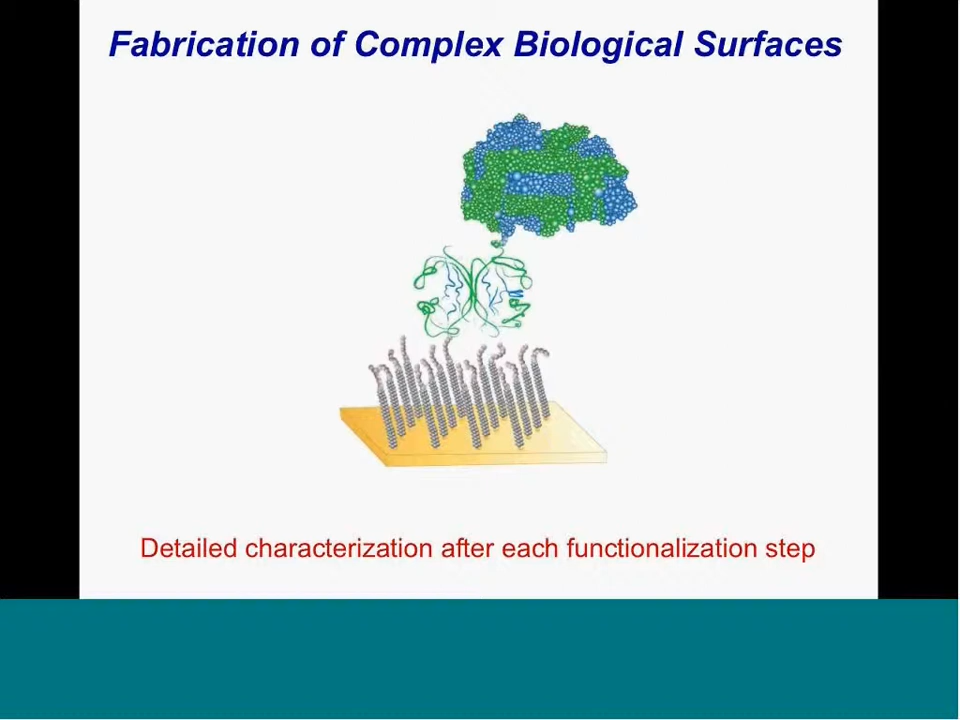 Fabrication of Complex Biological Surfaces
Detailed characterization after each functionalization step